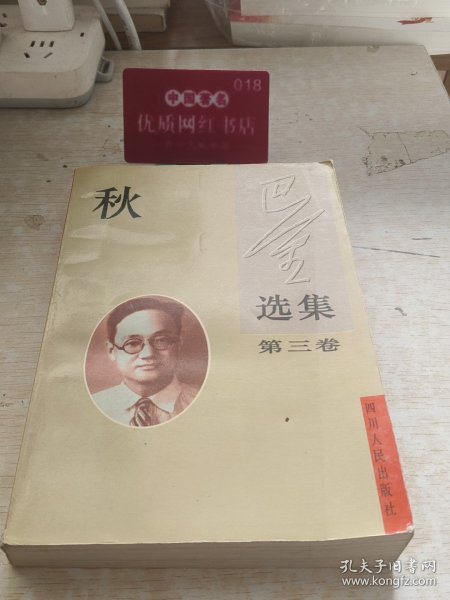 018
中国著名
优质网红书店
秋
巴金
选集
第三卷
四川人民出版社
孔夫子旧书网
www.kongfz.com